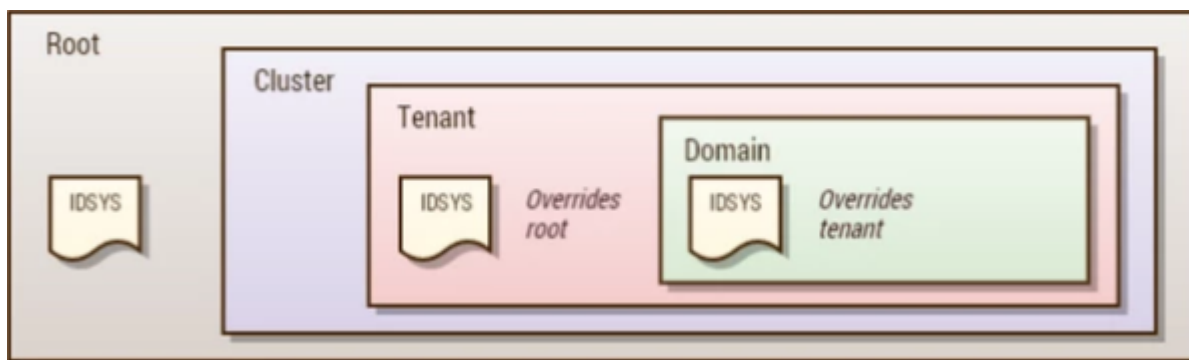 Root
Cluster
Tenant
Domain
IDSYS
IDSYS
Overrides
root
IDSYS
Overrides
tenant